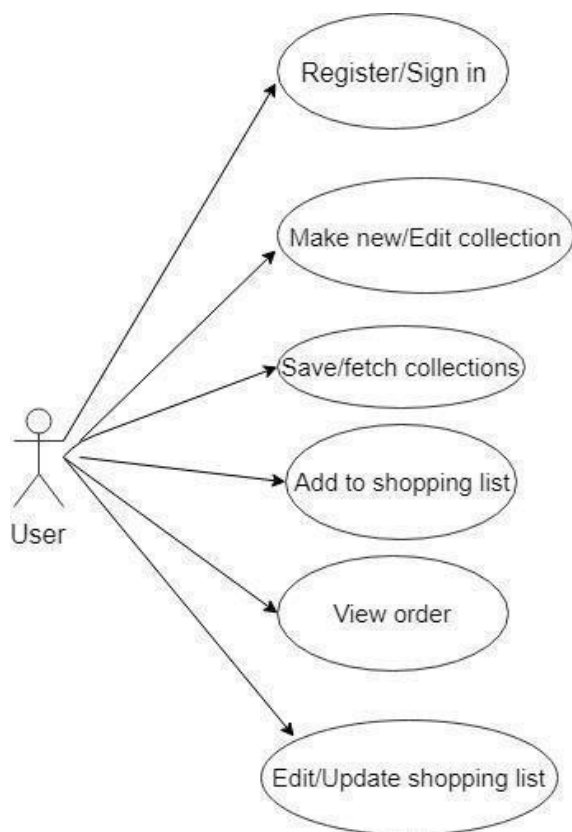 Register/Sign in
Make new/Edit collection
Save/fetch collections
Add to shopping list
User
View order
Edit/Update shopping list